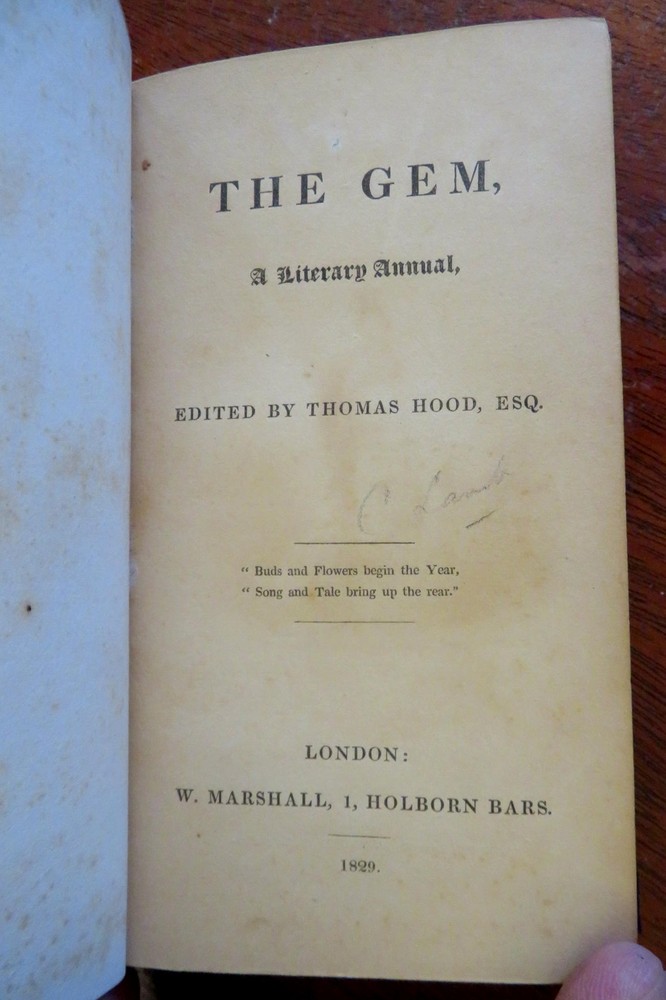 THE GEM,
A Literary Annual,
EDITED BY THOMAS HOOD, ESQ.
C Lamb
“ Buds and Flowers begin the Year,
“ Song and Tale bring up the rear.”
LONDON:
W. MARSHALL, 1, HOLBORN BARS.
1829.